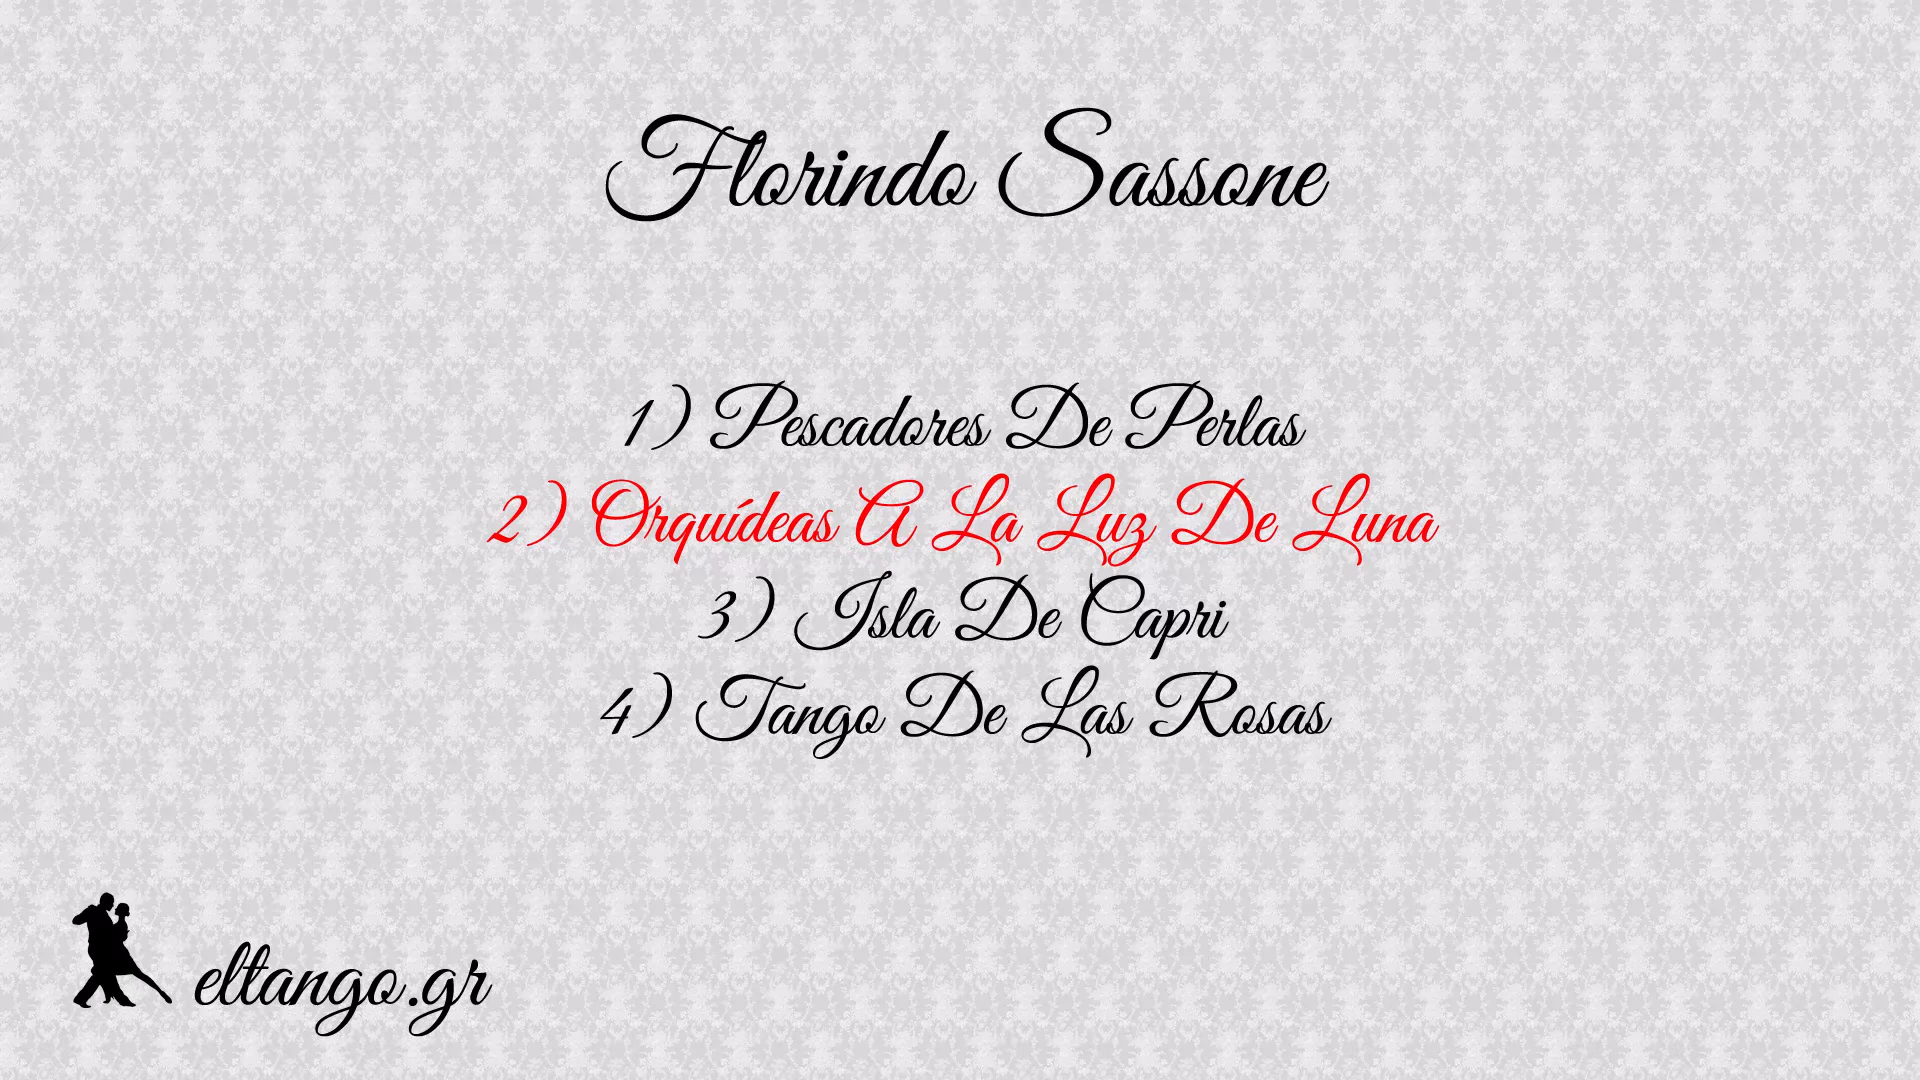 Florindo Sassone
1) Pescadores De Perlas
2) Orquídeas A La Luz De Luna
3) Isla De Capri
4) Tango De Las Rosas
eltango.gr